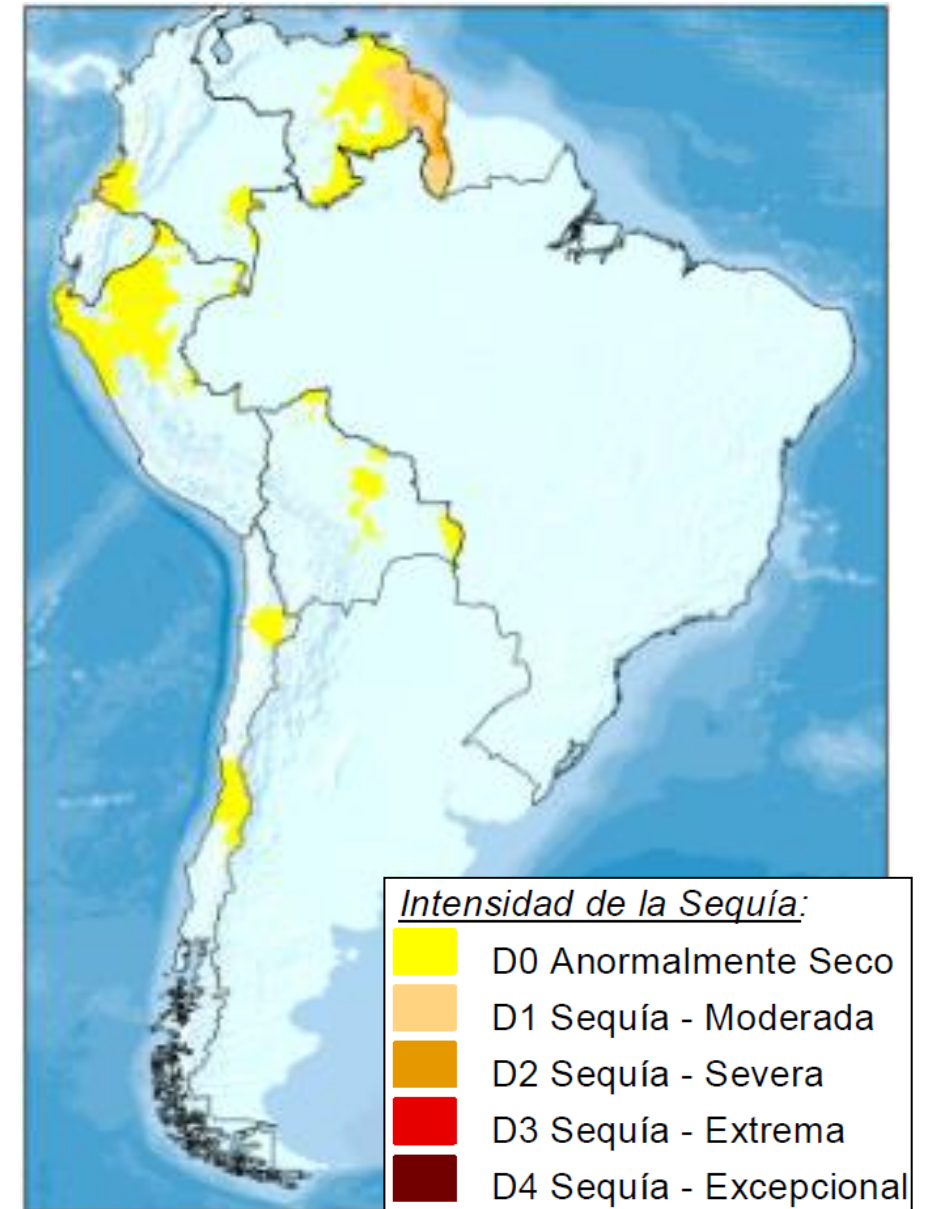 Intensidad de la Sequía:
D0 Anormalmente Seco
D1 Sequía - Moderada
D2 Sequía - Severa
D3 Sequía - Extrema
D4 Sequía - Excepcional